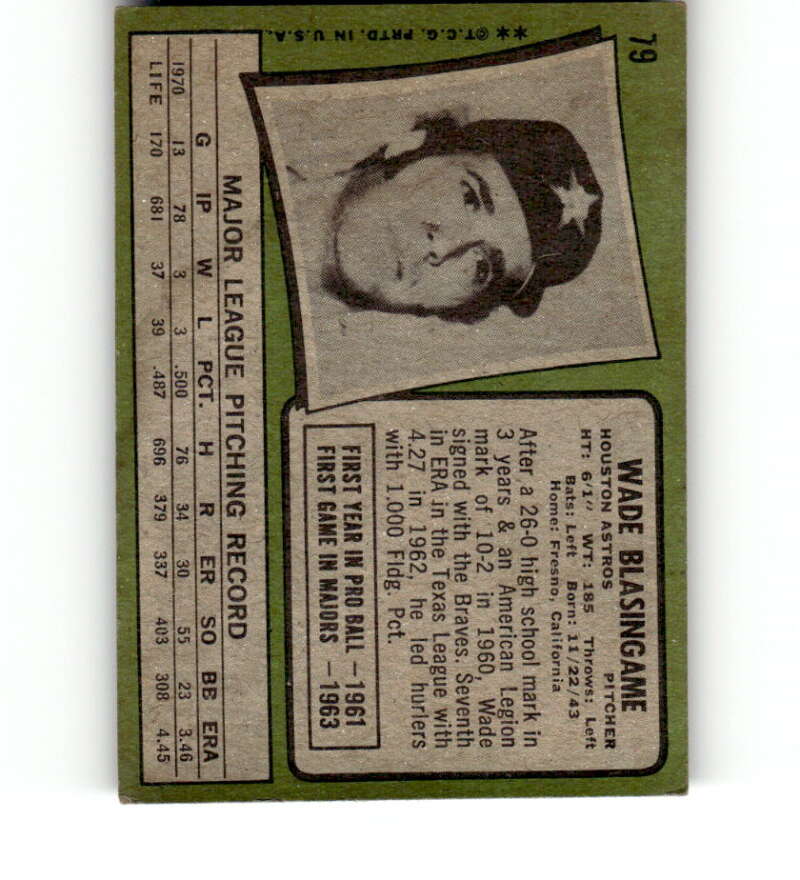 79
**©T.C.G. PRTD. IN U.S.A.
WADE BLASINGAME
HOUSTON ASTROS PITCHER
HT: 6/1" WT: 185 Throws: Left
Bats: Left Born: 11/22/43
Home: Fresno, California
After a 26-0 high school mark in
3 years & an American Legion
mark of 10-2 in 1960, Wade
signed with the Braves. Seventh
in ERA in the Texas League with
4.27 in 1962, he led hurlers
with 1.000 Fldg. Pct.
FIRST YEAR IN PRO BALL - 1961
FIRST GAME IN MAJORS - 1963
MAJOR LEAGUE PITCHING RECORD
G IP W L PCT. H R ER SO BB ERA
1970 13 78 3 3 .500 76 34 30 55 23 3.46
LIFE 170 681 37 39 .487 696 379 337 403 308 4.45